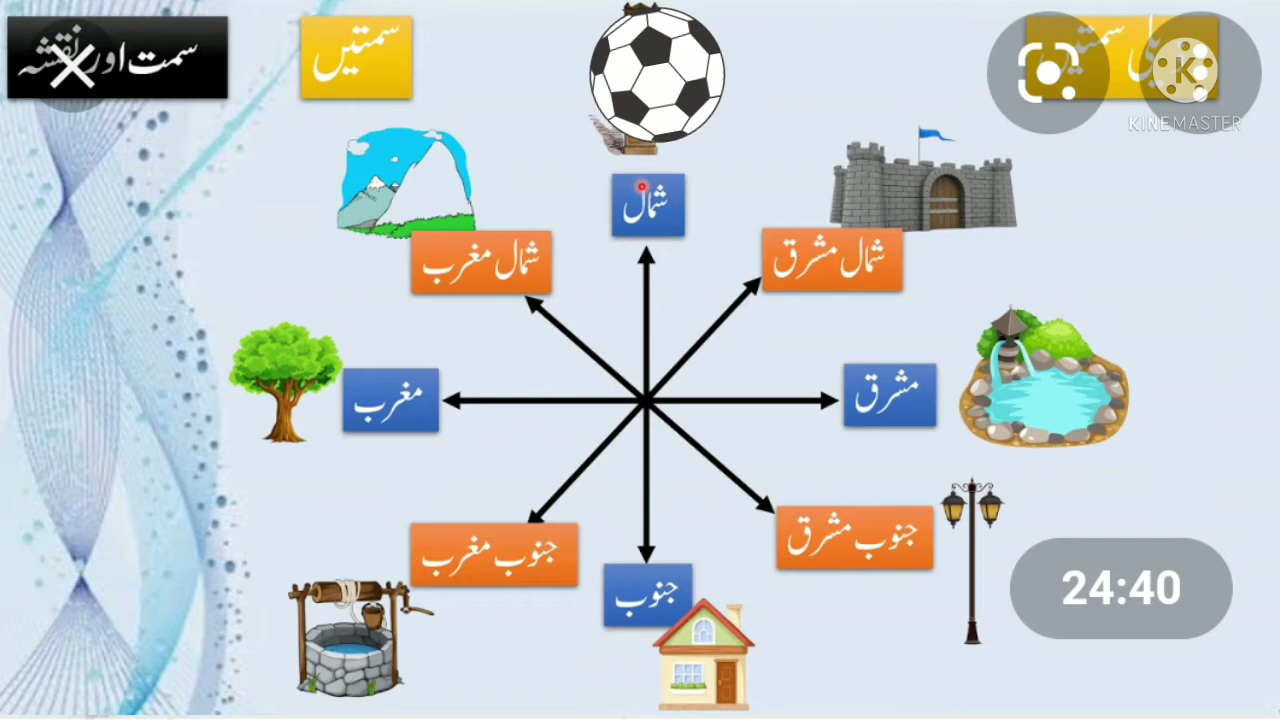 سمت اور نقشہ
سمتیں
سمتیں
KINEMASTER
شمال
شمال مغرب
شمال مشرق
مغرب
مشرق
جنوب مغرب
جنوب مشرق
جنوب
24:40